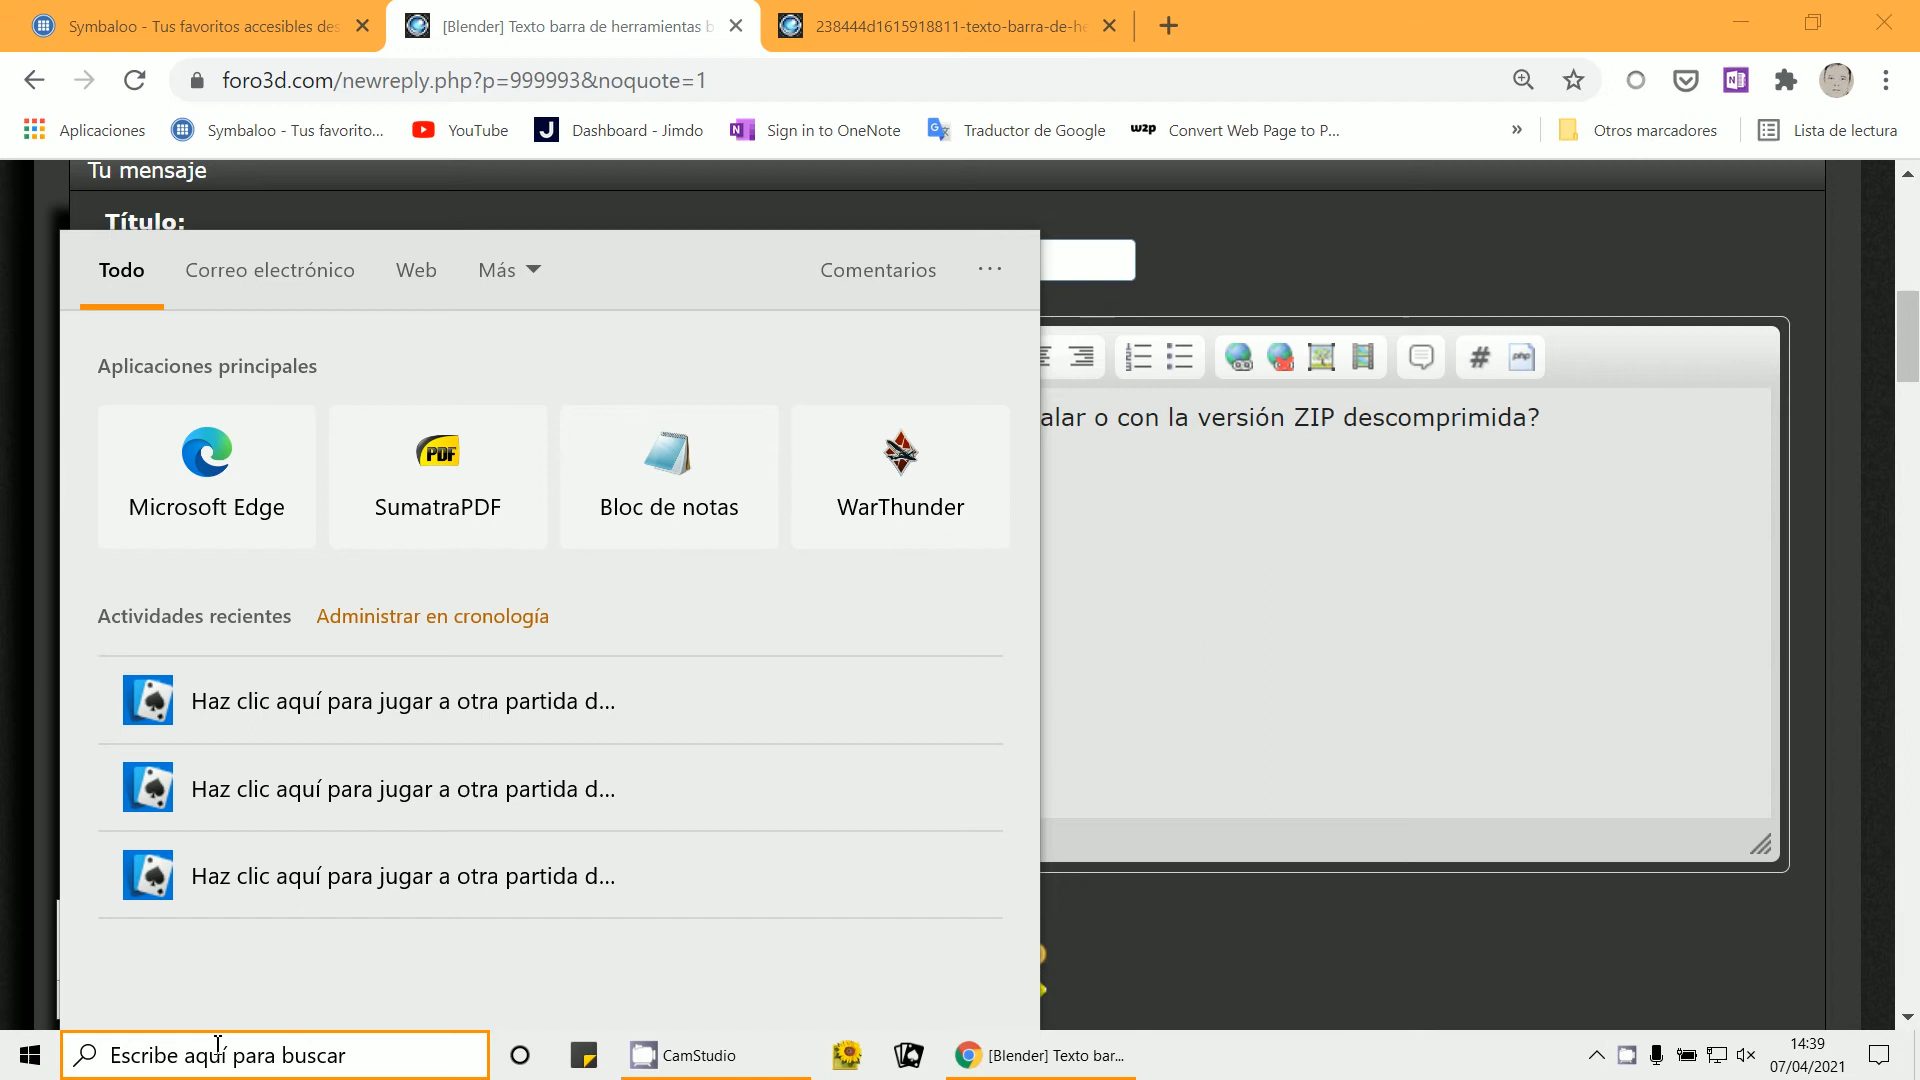 Symbaloo - Tus favoritos accesibles des
[Blender] Texto barra de herramientas b
238444d1615918811-texto-barra-de-he
foro3d.com/newreply.php?p=999993&noquote=1
Aplicaciones
Symbaloo - Tus favorito...
YouTube
J
Dashboard - Jimdo
N
Sign in to OneNote
Traductor de Google
w2p
Convert Web Page to P...
»
Otros marcadores
Lista de lectura
Tu mensaje
Título:
Todo
Correo electrónico
Web
Más
Comentarios
...
Aplicaciones principales
#
php
alar o con la versión ZIP descomprimida?
PDF
Microsoft Edge
SumatraPDF
Bloc de notas
WarThunder
Actividades recientes
Administrar en cronología
Haz clic aquí para jugar a otra partida d...
Haz clic aquí para jugar a otra partida d...
Haz clic aquí para jugar a otra partida d...
Escribe aquí para buscar
CamStudio
[Blender] Texto bar...
14:39
07/04/2021